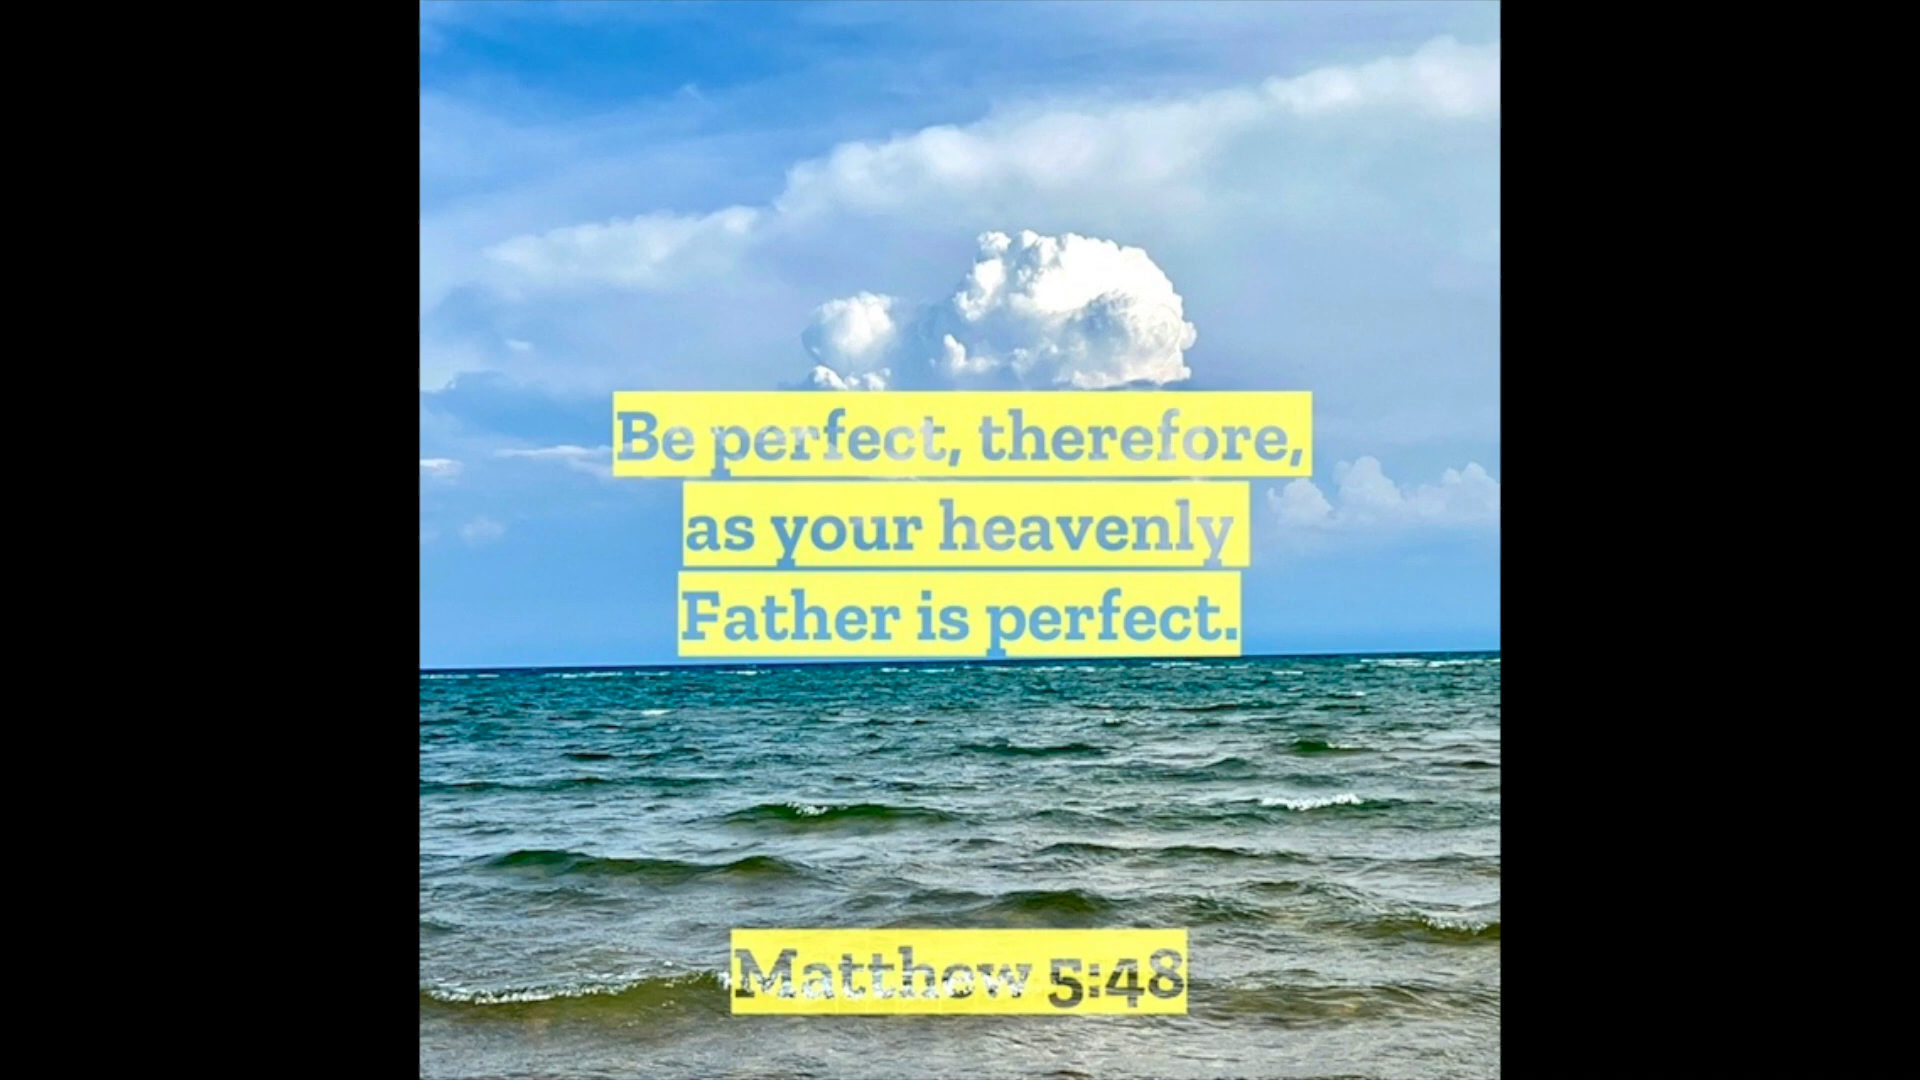 Be perfect, therefore,
as your heavenly
Father is perfect.
Matthew 5:48